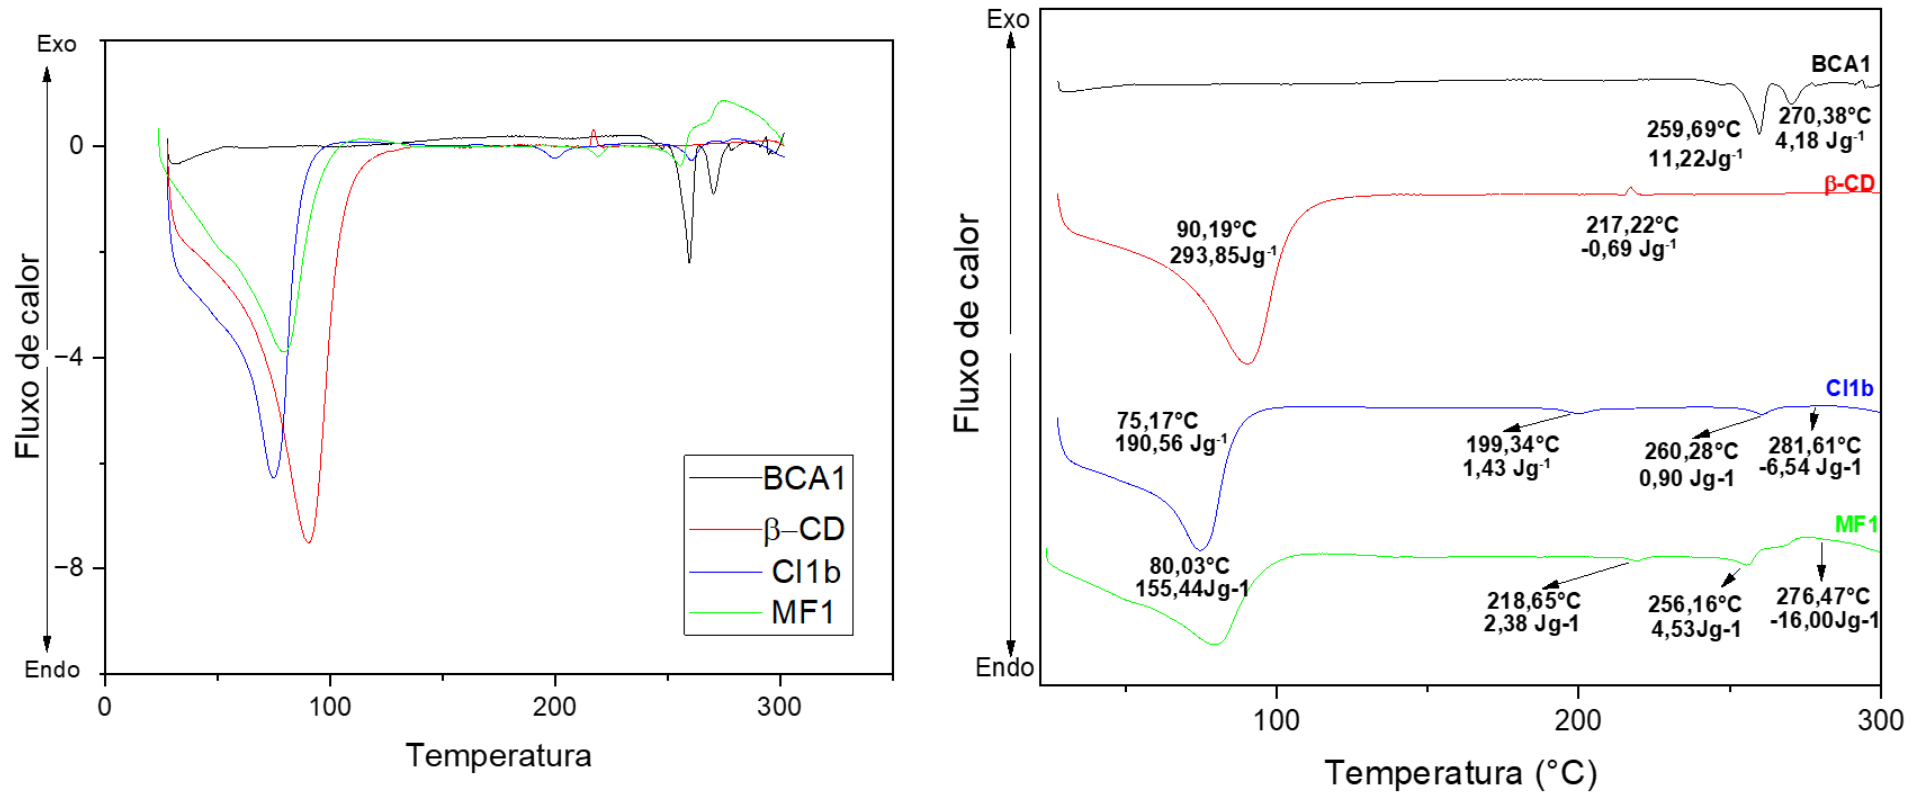 Exo
0
−4
−8
Fluxo de calor
Endo
BCA1
β−CD
CI1b
MF1
0
100
200
300
Temperatura
Exo
Fluxo de calor
Endo
BCA1
259,69°C
11,22Jg-1
270,38°C
4,18 Jg-1
β-CD
90,19°C
293,85Jg-1
217,22°C
-0,69 Jg-1
CI1b
75,17°C
190,56 Jg-1
199,34°C
1,43 Jg-1
260,28°C
0,90 Jg-1
281,61°C
-6,54 Jg-1
MF1
80,03°C
155,44Jg-1
218,65°C
2,38 Jg-1
256,16°C
4,53Jg-1
276,47°C
-16,00Jg-1
100
200
300
Temperatura (°C)